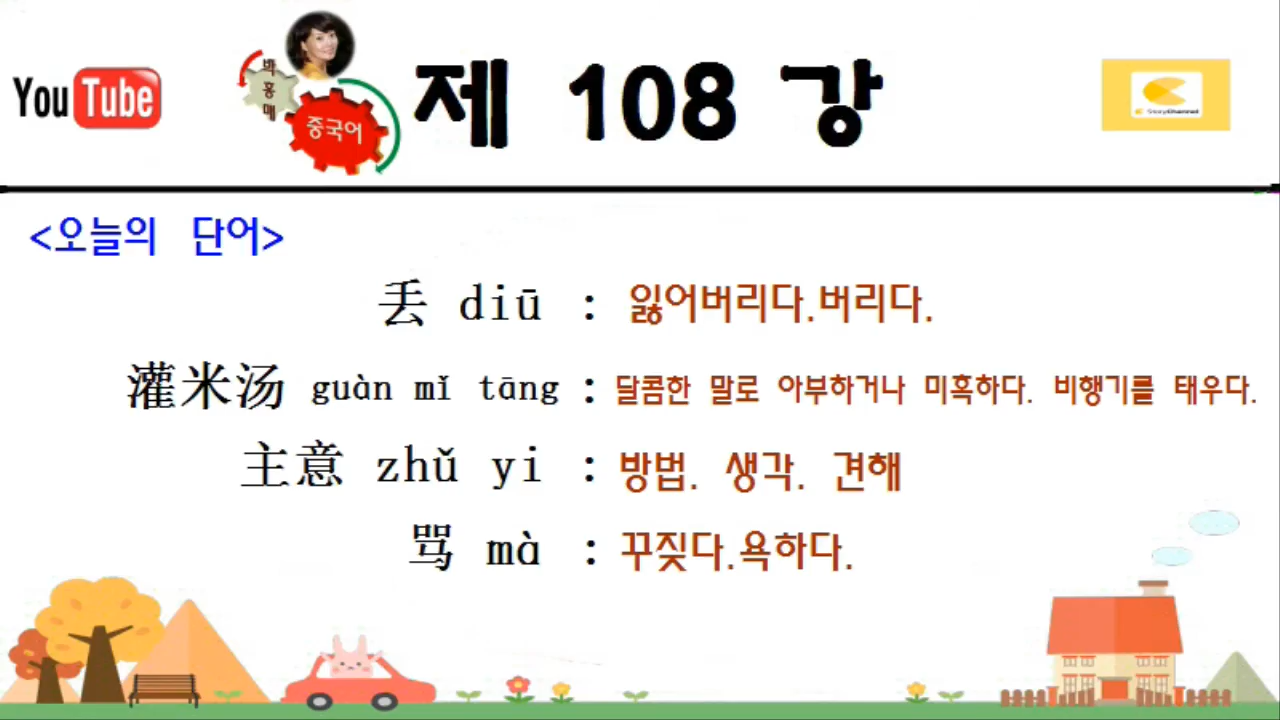 YouTube
박홍매
중국어
제 108 강
StoryChannel
<오늘의 단어>
丢 diū : 잃어버리다.버리다.
灌米汤 guàn mǐ tāng : 달콤한 말로 아부하거나 미혹하다. 비행기를 태우다.
主意 zhǔ yi : 방법. 생각. 견해
骂 mà : 꾸짖다.욕하다.